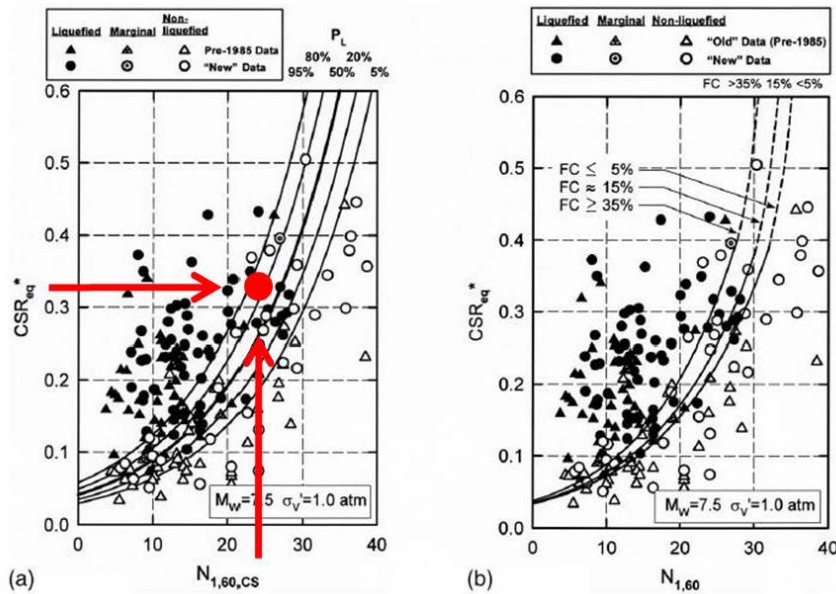 Liquefied Marginal Non-liquefied
Pre-1985 Data
"New" Data
P_L
80% 20%
95% 50% 5%
0.6
0.5
0.4
0.3
0.2
0.1
0.0
CSR_eq*
M_W=7.5 σ_V'=1.0 atm
0 10 20 30 40
N_1,60,CS
(a)
Liquefied Marginal Non-liquefied
"Old" Data (Pre-1985)
"New" Data
FC >35% 15% <5%
0.6
0.5
0.4
0.3
0.2
0.1
0.0
CSR_eq*
FC ≤ 5%
FC ≈ 15%
FC ≥ 35%
M_W=7.5 σ_V'=1.0 atm
0 10 20 30 40
N_1,60
(b)